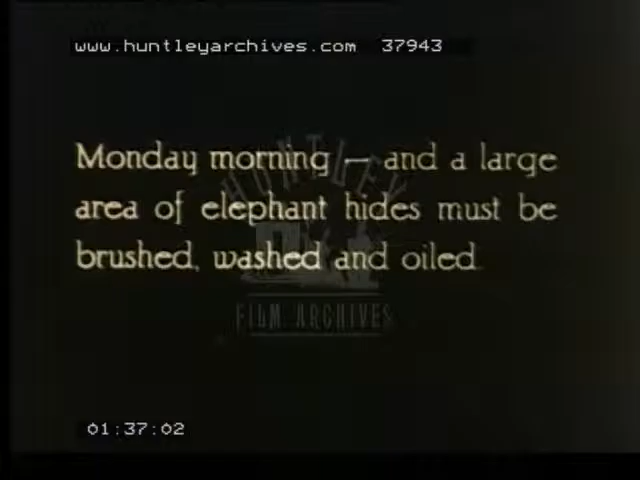 www.huntleyarchives.com 37943
Monday morning — and a large
area of elephant hides must be
brushed, washed and oiled.
HUNTLEY
FILM ARCHIVES
01:37:02